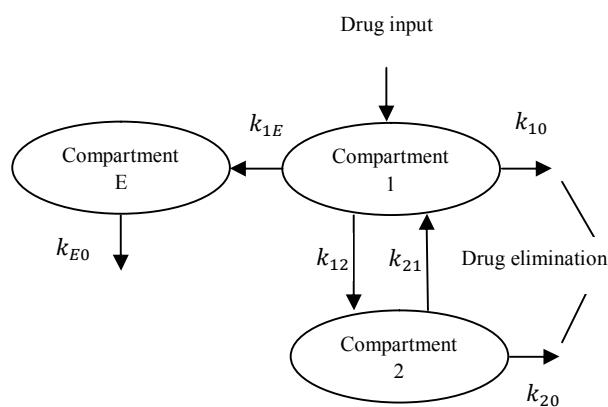 Drug input
k₁E
k₁₀
Compartment
E
Compartment
1
kE₀
k₁₂
k₂₁
Drug elimination
Compartment
2
k₂₀